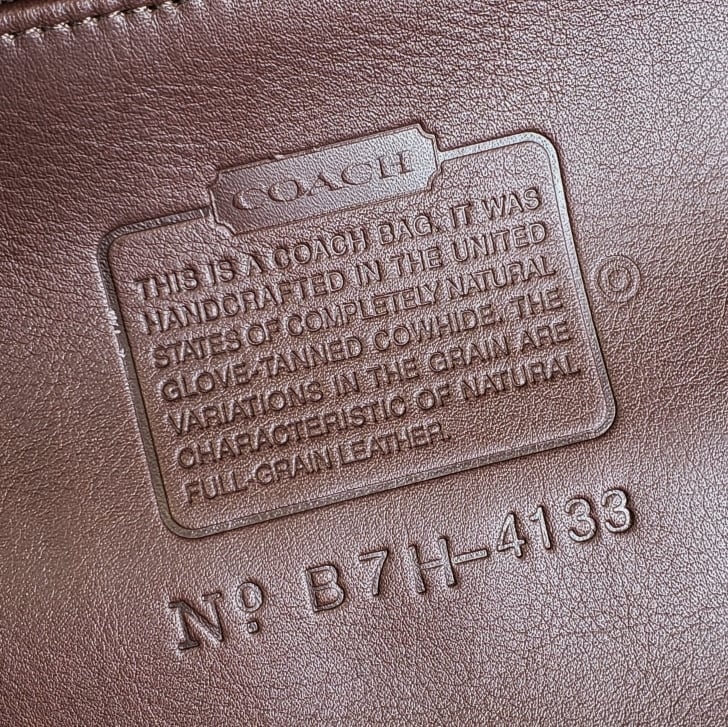 COACH
THIS IS A COACH BAG. IT WAS
HANDCRAFTED IN THE UNITED
STATES OF COMPLETELY NATURAL
GLOVE-TANNED COWHIDE. THE
VARIATIONS IN THE GRAIN ARE
CHARACTERISTIC OF NATURAL
FULL-GRAIN LEATHER.
©
Nº B7H-4133